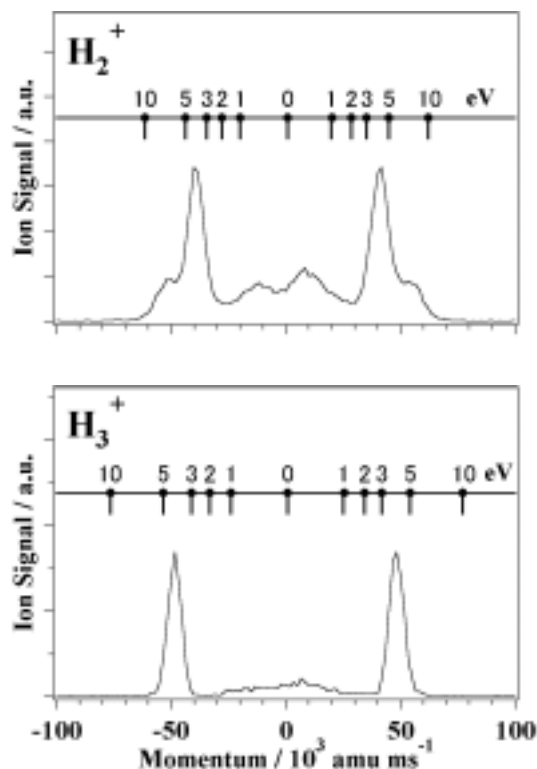 H₂⁺
10 5 3 2 1 0 1 2 3 5 10 eV
Ion Signal / a.u.
H₃⁺
10 5 3 2 1 0 1 2 3 5 10 eV
Ion Signal / a.u.
-100 -50 0 50 100
Momentum / 10³ amu ms⁻¹